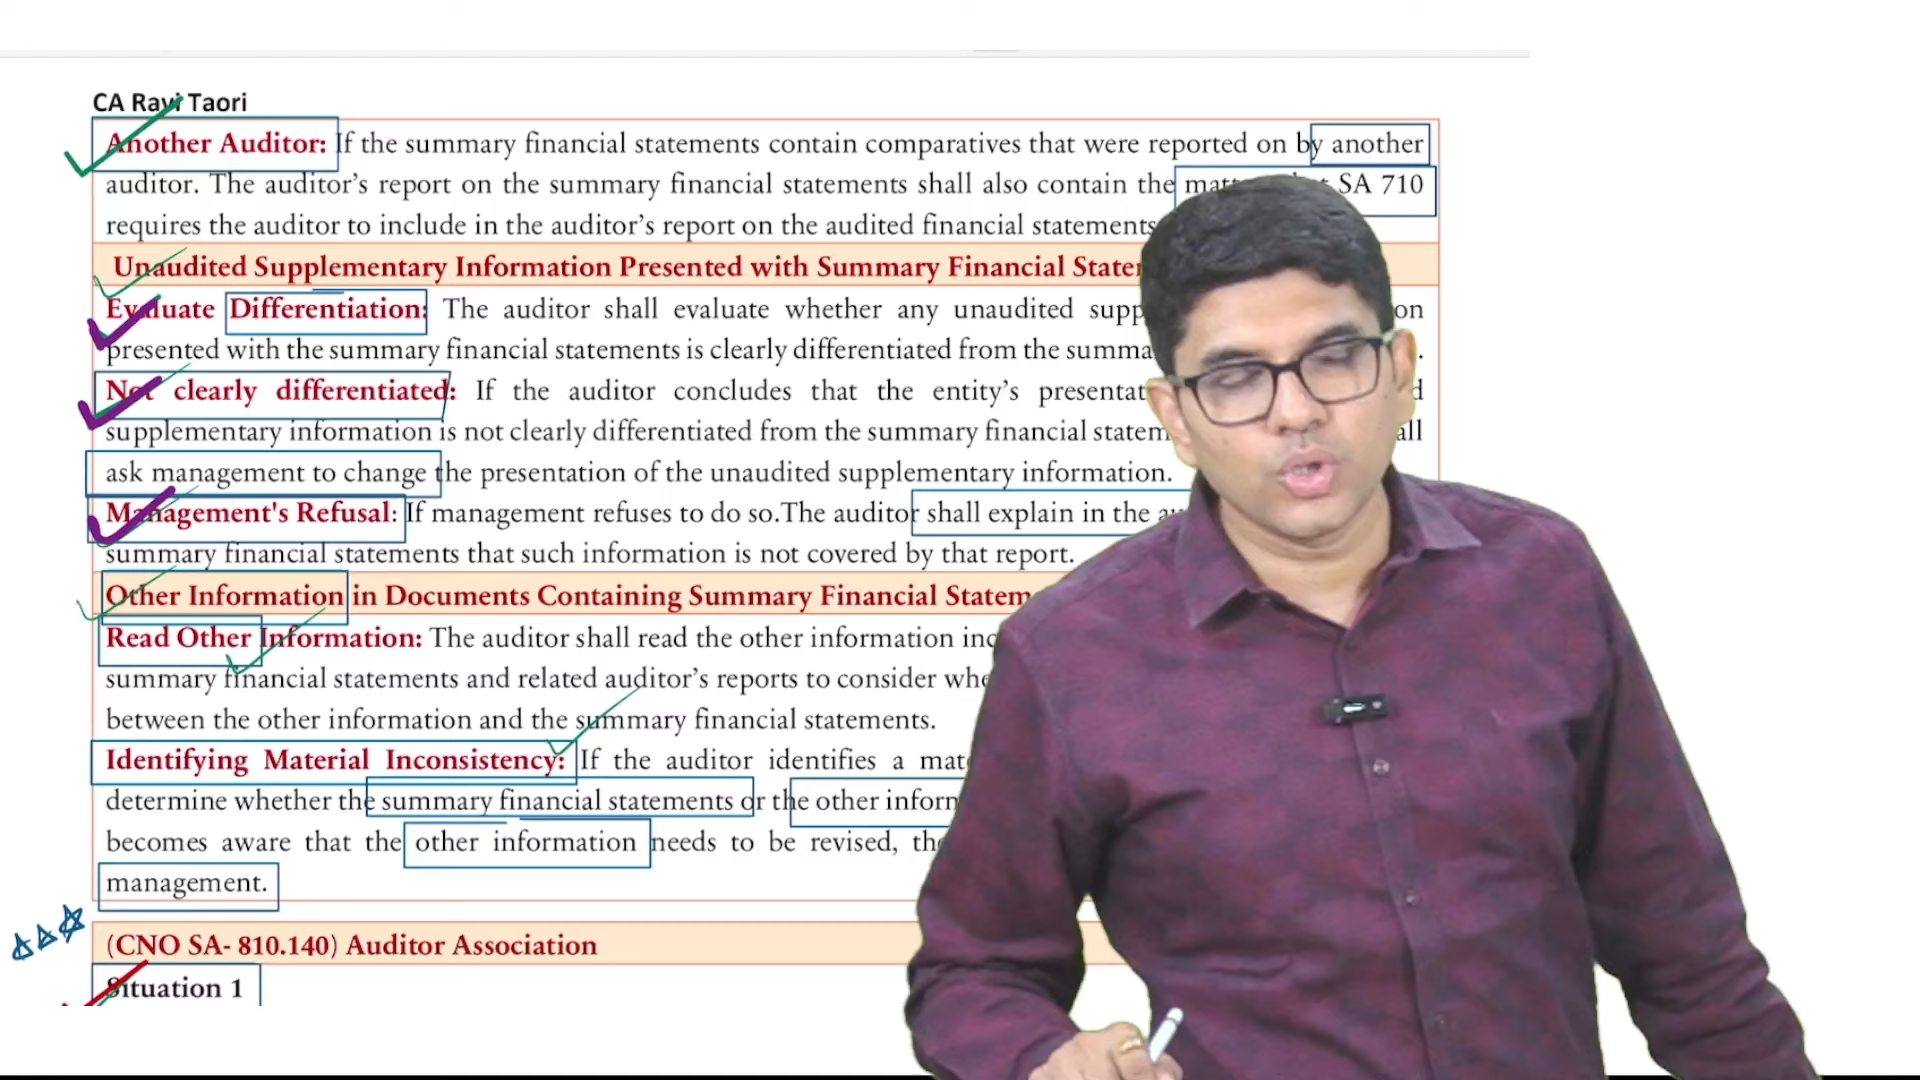 CA Ravi Taori
Another Auditor: If the summary financial statements contain comparatives that were reported on by another
auditor. The auditor's report on the summary financial statements shall also contain the SA 710
requires the auditor to include in the auditor's report on the audited financial statements
Unaudited Supplementary Information Presented with Summary Financial
Evaluate Differentiation: The auditor shall evaluate whether any unaudited
presented with the summary financial statements is clearly differentiated from the
Not clearly differentiated: If the auditor concludes that the entity's
supplementary information is not clearly differentiated from the summary financial
ask management to change the presentation of the unaudited supplementary information.
Management's Refusal: If management refuses to do so.The auditor shall explain in the
summary financial statements that such information is not covered by that report.
Other Information in Documents Containing Summary Financial
Read Other Information: The auditor shall read the other information
summary financial statements and related auditor's reports to consider
between the other information and the summary financial statements.
Identifying Material Inconsistency: If the auditor identifies a
determine whether the summary financial statements or the other
becomes aware that the other information needs to be revised,
management.
(CNO SA- 810.140) Auditor Association
Situation 1